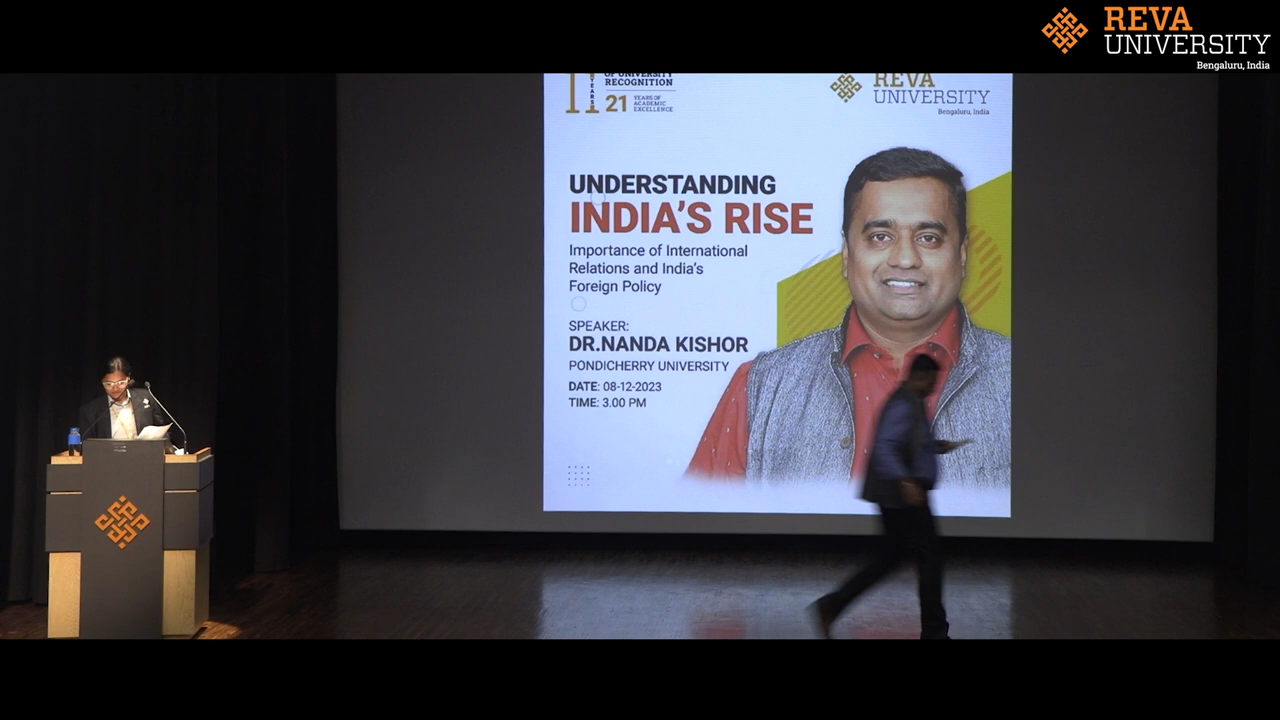 REVA
UNIVERSITY
Bengaluru, India
11
YEARS
OF UNIVERSITY
RECOGNITION
21 YEARS OF
ACADEMIC
EXCELLENCE
REVA
UNIVERSITY
Bengaluru, India
UNDERSTANDING
INDIA'S RISE
Importance of International
Relations and India's
Foreign Policy
SPEAKER:
DR.NANDA KISHOR
PONDICHERRY UNIVERSITY
DATE: 08-12-2023
TIME: 3.00 PM